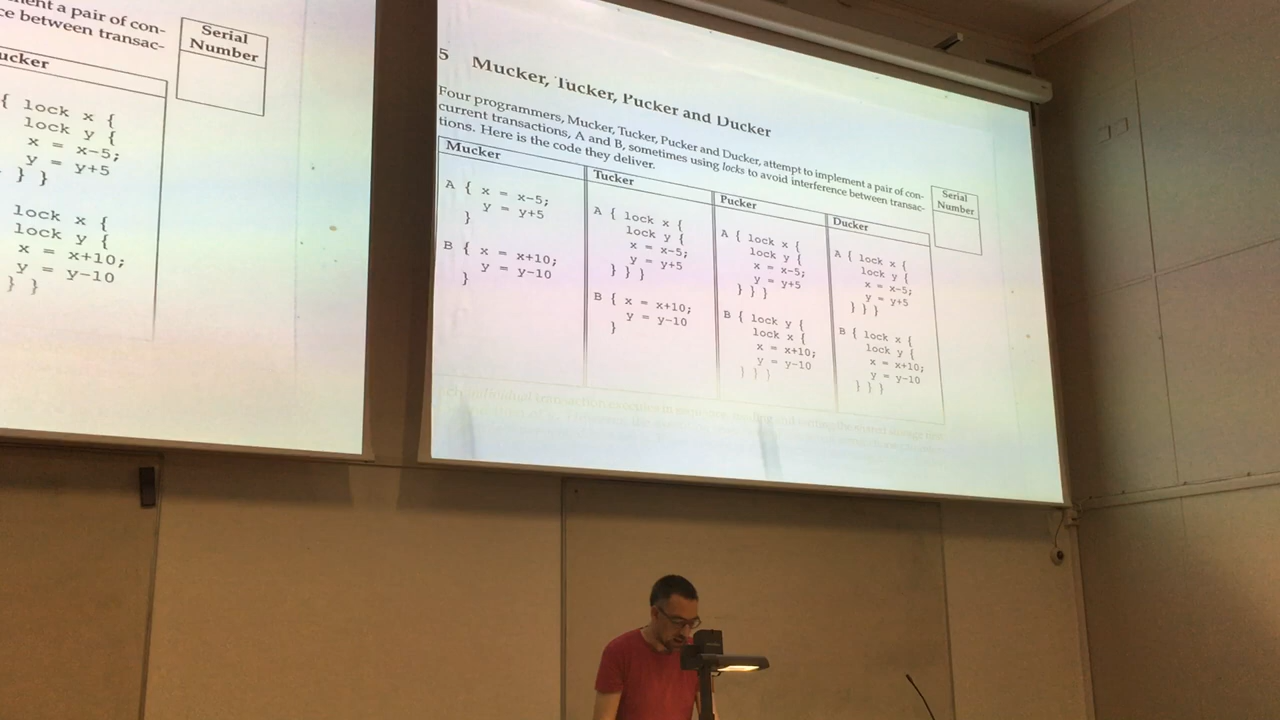 nent a pair of con-
ce between transac-
Serial
Number
ucker
{ lock x {
lock y {
x = x-5;
y = y+5
} }
lock x {
lock y {
x = x+10;
y = y-10
} }
5 Mucker, Tucker, Pucker and Ducker
Four programmers, Mucker, Tucker, Pucker and Ducker, attempt to implement a pair of con-
current transactions, A and B, sometimes using locks to avoid interference between transac-
tions. Here is the code they deliver.
Serial
Number
Mucker
A { x = x-5;
y = y+5
}
B { x = x+10;
y = y-10
}
Tucker
A { lock x {
lock y {
x = x-5;
y = y+5
} } }
B { x = x+10;
y = y-10
}
Pucker
A { lock x {
lock y {
x = x-5;
y = y+5
} } }
B { lock y {
lock x {
x = x+10;
y = y-10
} } }
Ducker
A { lock x {
lock y {
x = x-5;
y = y+5
} } }
B { lock x {
lock y {
x = x+10;
y = y-10
} } }